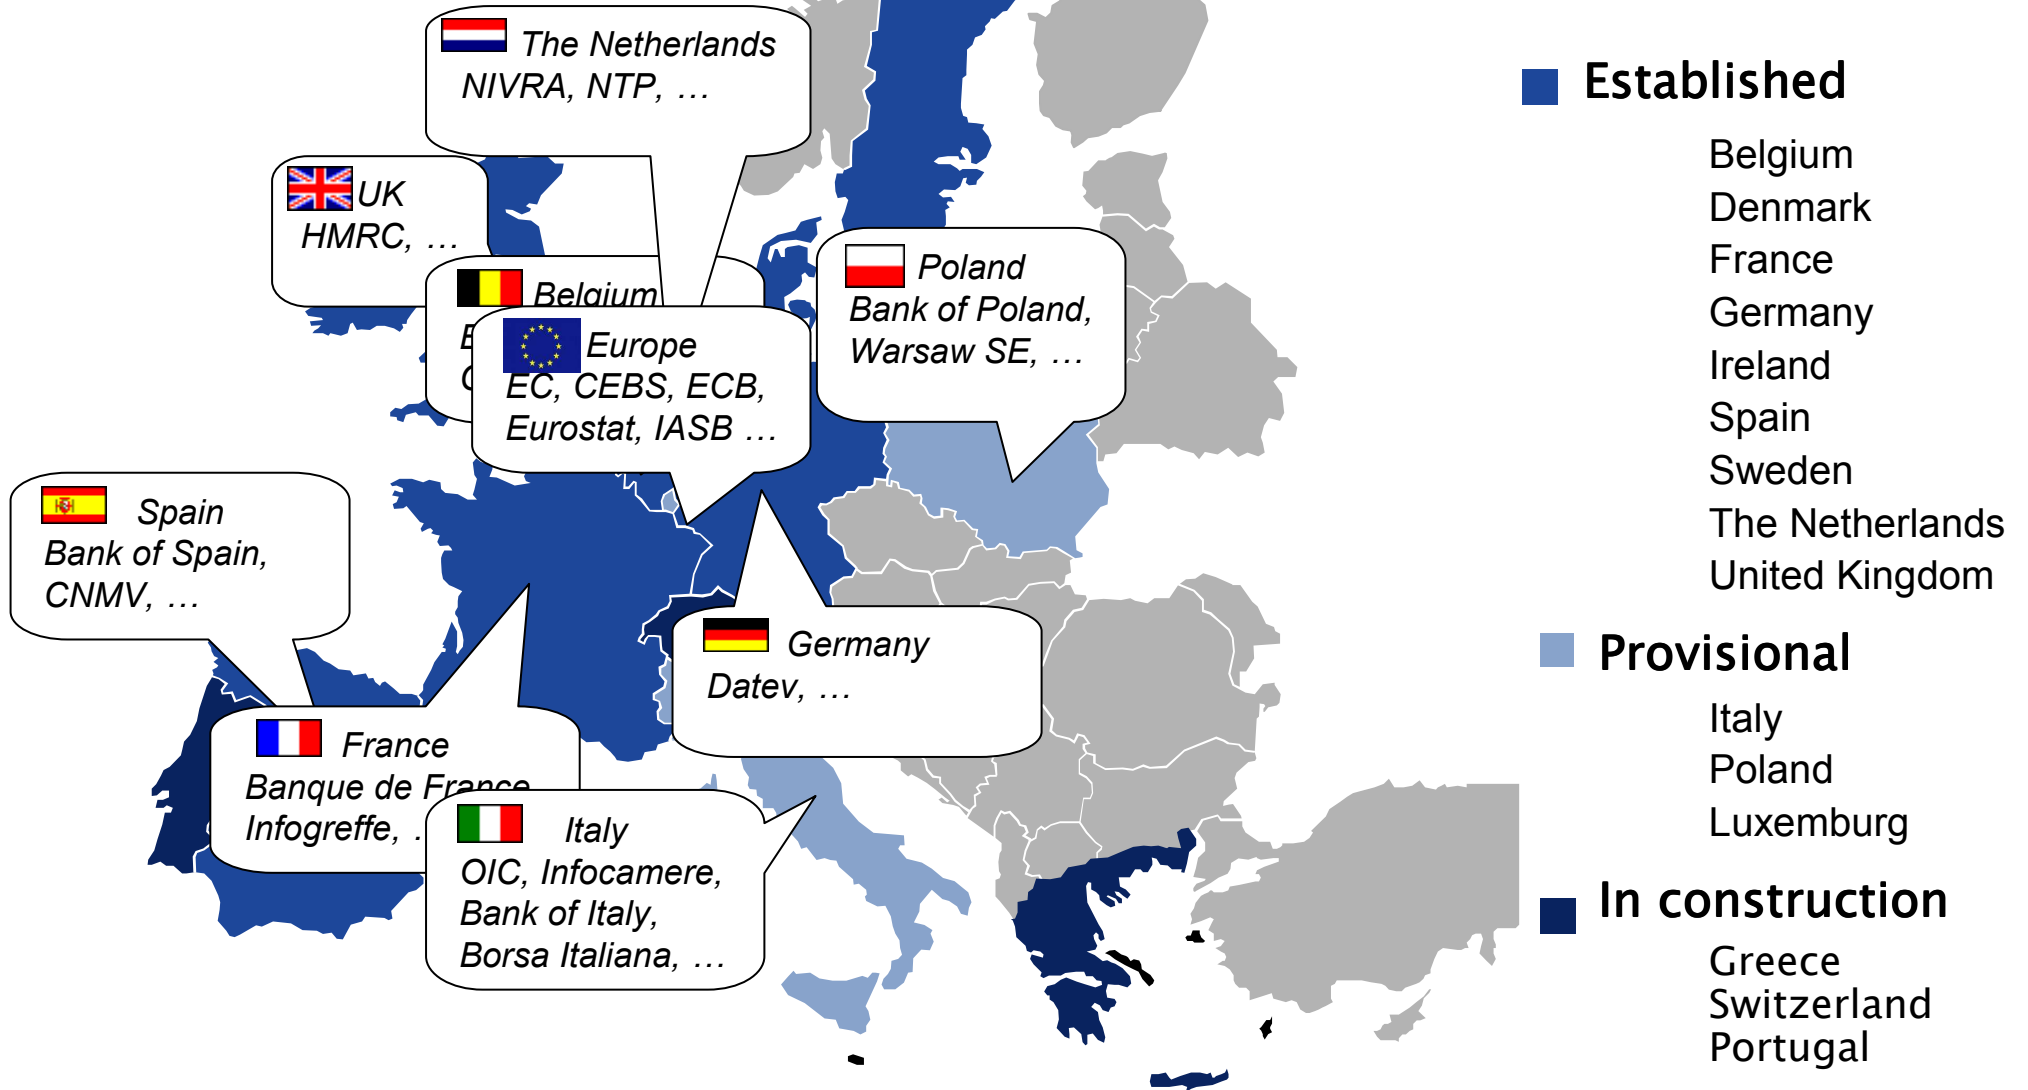 The Netherlands
NIVRA, NTP, …
UK
HMRC, …
Belgium
Europe
EC, CEBS, ECB,
Eurostat, IASB …
Poland
Bank of Poland,
Warsaw SE, …
Spain
Bank of Spain,
CNMV, …
Germany
Datev, …
France
Banque de France
Infogreffe,
Italy
OIC, Infocamere,
Bank of Italy,
Borsa Italiana, …
Established
Belgium
Denmark
France
Germany
Ireland
Spain
Sweden
The Netherlands
United Kingdom
Provisional
Italy
Poland
Luxemburg
In construction
Greece
Switzerland
Portugal